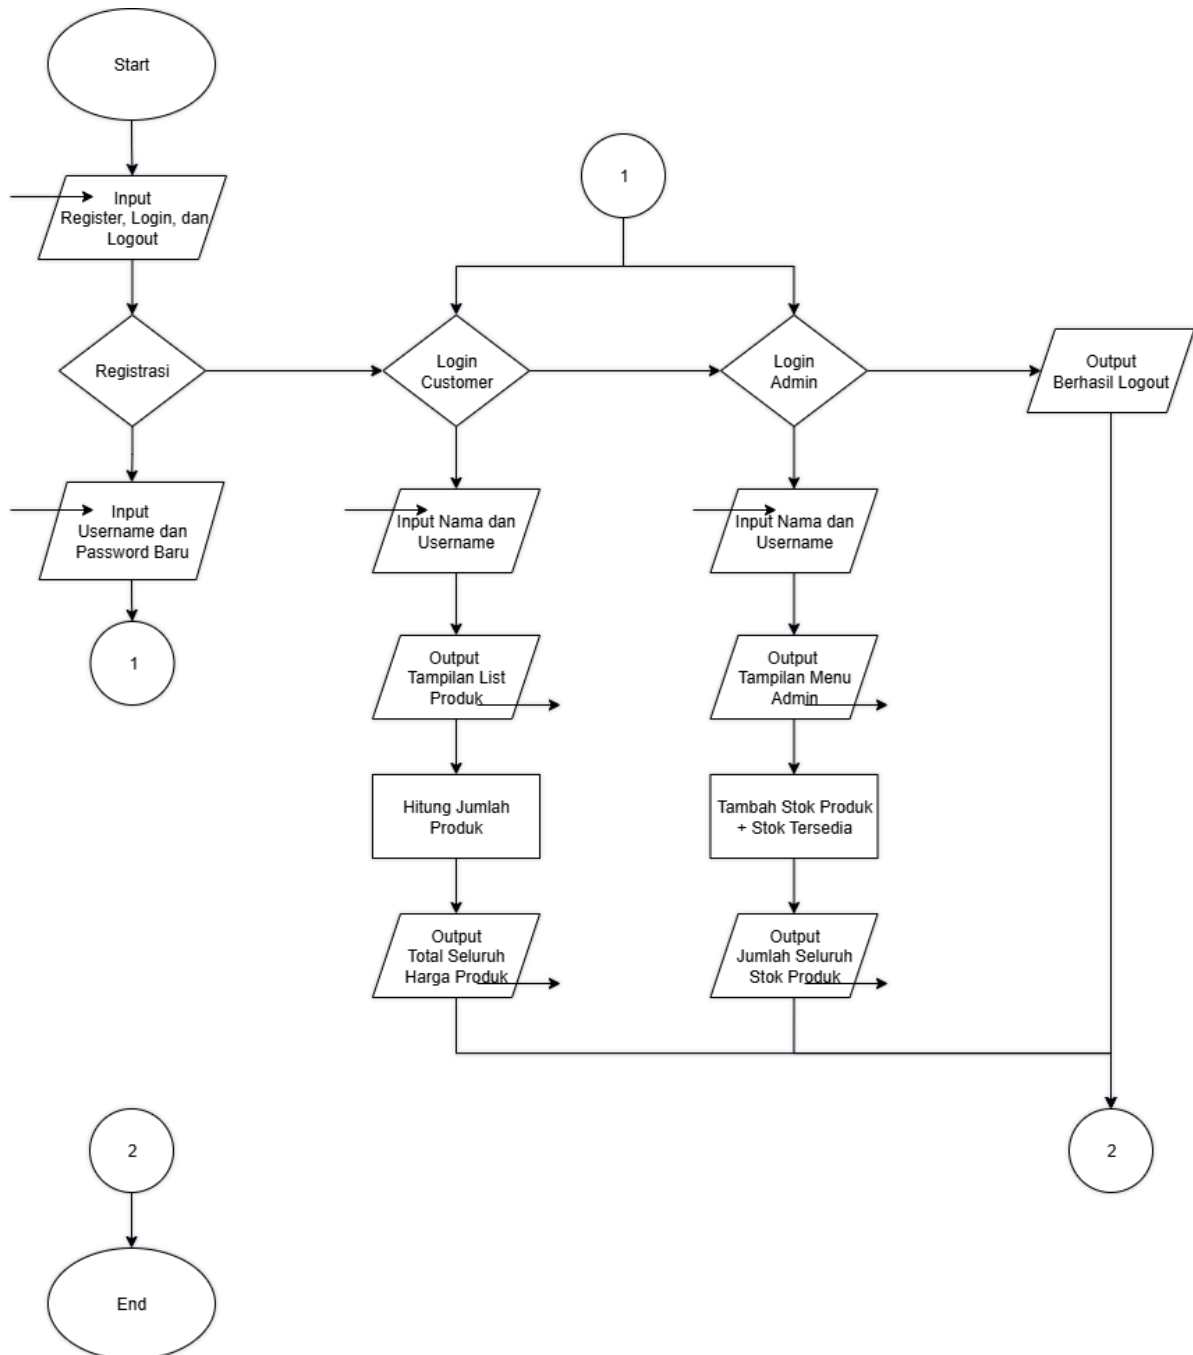 Start
Input
Register, Login, dan
Logout
Registrasi
Input
Username dan
Password Baru
1
1
Login
Customer
Input Nama dan
Username
Output
Tampilan List
Produk
Hitung Jumlah
Produk
Output
Total Seluruh
Harga Produk
Login
Admin
Input Nama dan
Username
Output
Tampilan Menu
Admin
Tambah Stok Produk
+ Stok Tersedia
Output
Jumlah Seluruh
Stok Produk
Output
Berhasil Logout
2
2
End